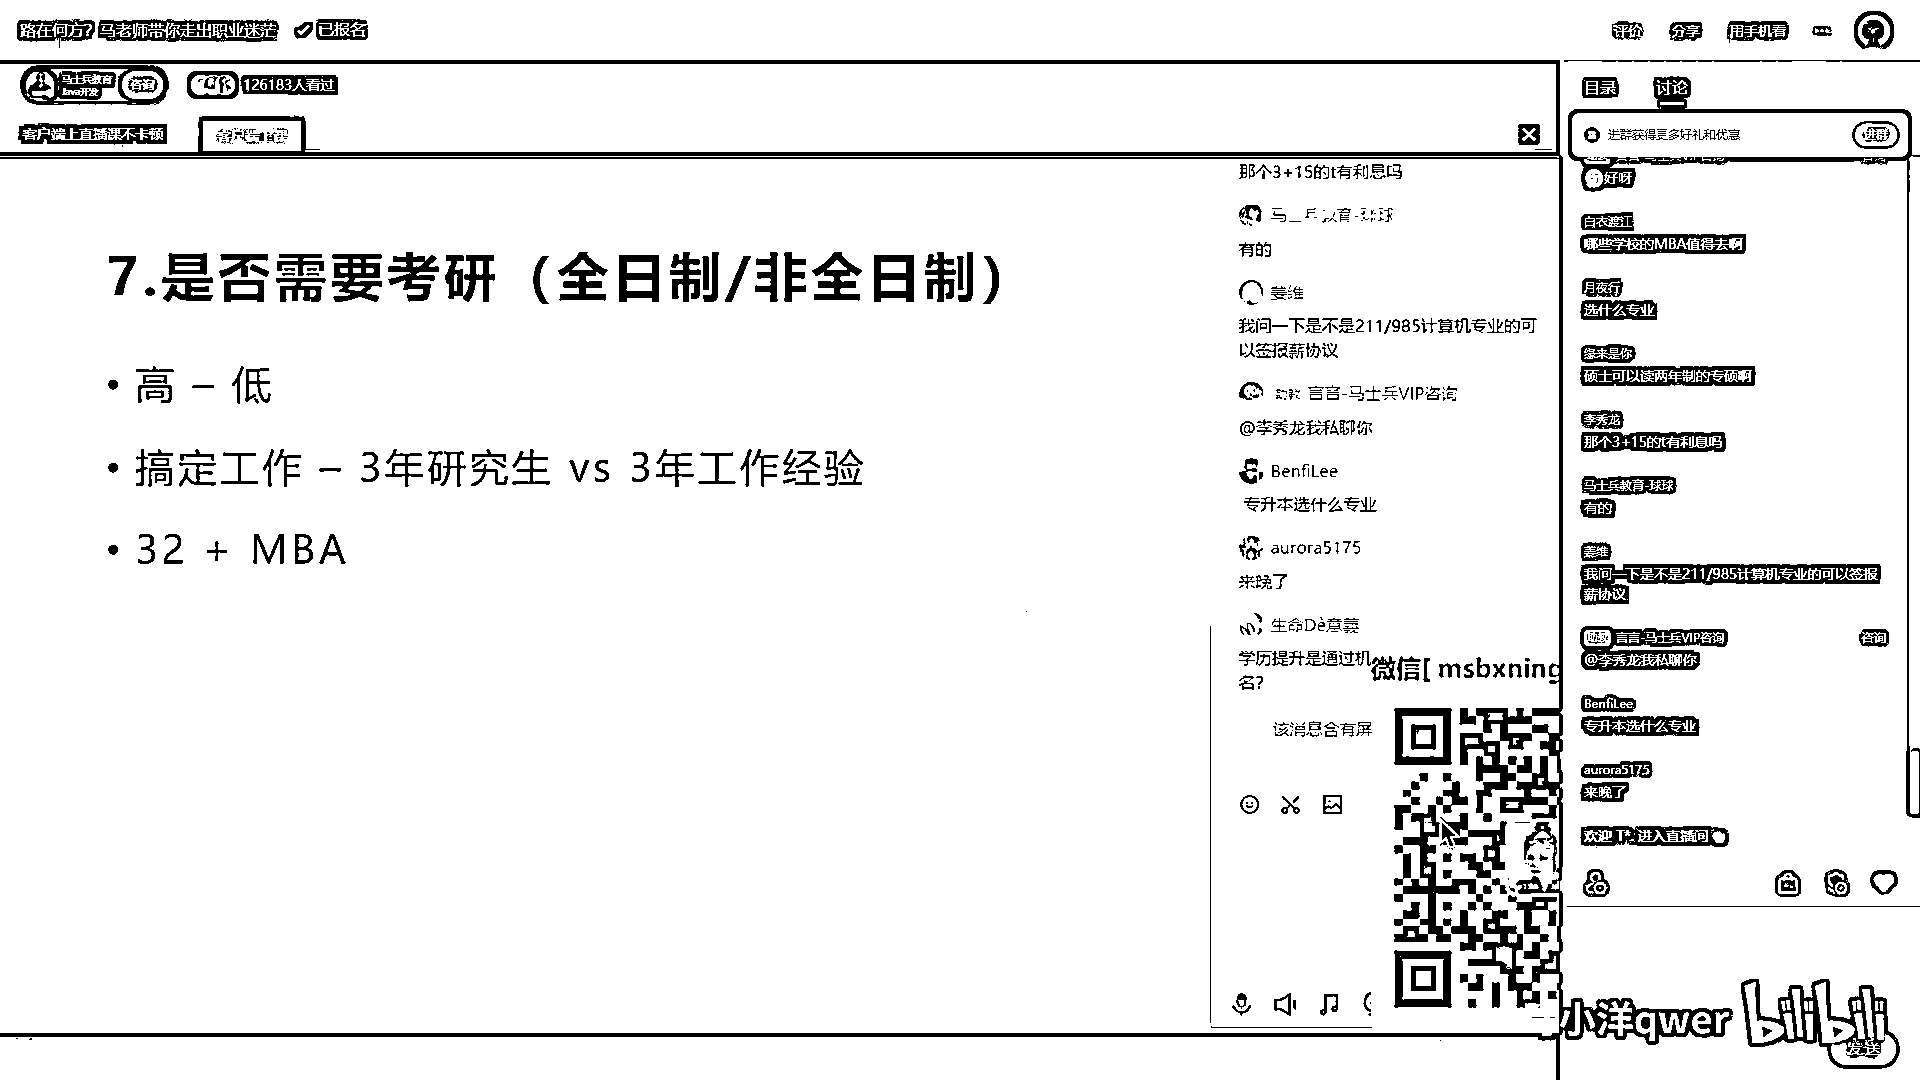 路在何方？马老师带你走出职业迷茫 已报名
评价 分享 用手机看
马士兵教育
Java开发
咨询
126183人看过
客户端上直播课不卡顿
目录 讨论
进群获得更多好礼和优惠 进群
7.是否需要考研（全日制/非全日制）
• 高 – 低
• 搞定工作 – 3年研究生 vs 3年工作经验
• 32 + MBA
那个3+15的t有利息吗
有的
姜维
我问一下是不是211/985计算机专业的可
以签报薪协议
助教 言言-马士兵VIP咨询
@李秀龙我私聊你
BenfiLee
专升本选什么专业
aurora5175
来晚了
生命Dè意義
学历提升是通过机
名?
该消息含有屏
微信[ msbxning
好呀
白衣渡江
哪些学校的MBA值得去啊
月夜行
选什么专业
缘来是你
硕士可以读两年制的专硕啊
李秀龙
那个3+15的t有利息吗
马士兵教育-球球
有的
姜维
我问一下是不是211/985计算机专业的可以签报
薪协议
助教 言言-马士兵VIP咨询 咨询
@李秀龙我私聊你
BenfiLee
专升本选什么专业
aurora5175
来晚了
欢迎 T*. 进入直播间
小洋qwer bilibili
发送